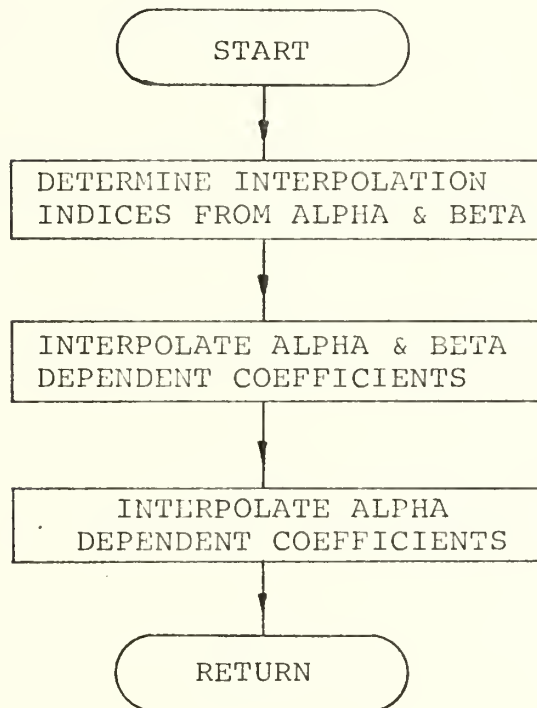 START
DETERMINE INTERPOLATION
INDICES FROM ALPHA & BETA
INTERPOLATE ALPHA & BETA
DEPENDENT COEFFICIENTS
INTERPOLATE ALPHA
DEPENDENT COEFFICIENTS
RETURN